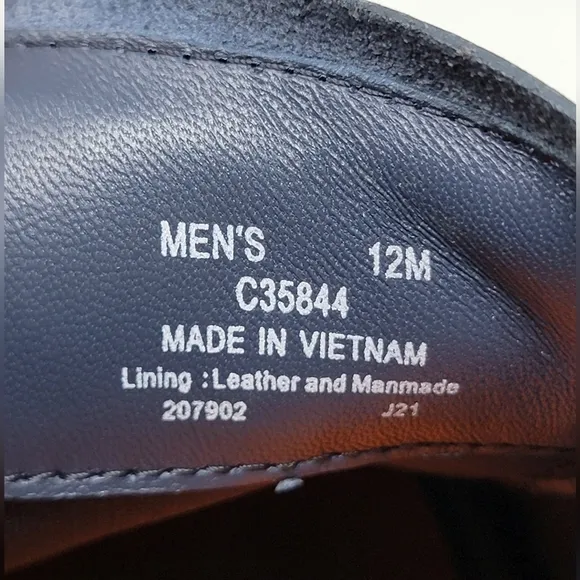 MEN'S 12M
C35844
MADE IN VIETNAM
Lining :Leather and Manmade
207902 J21